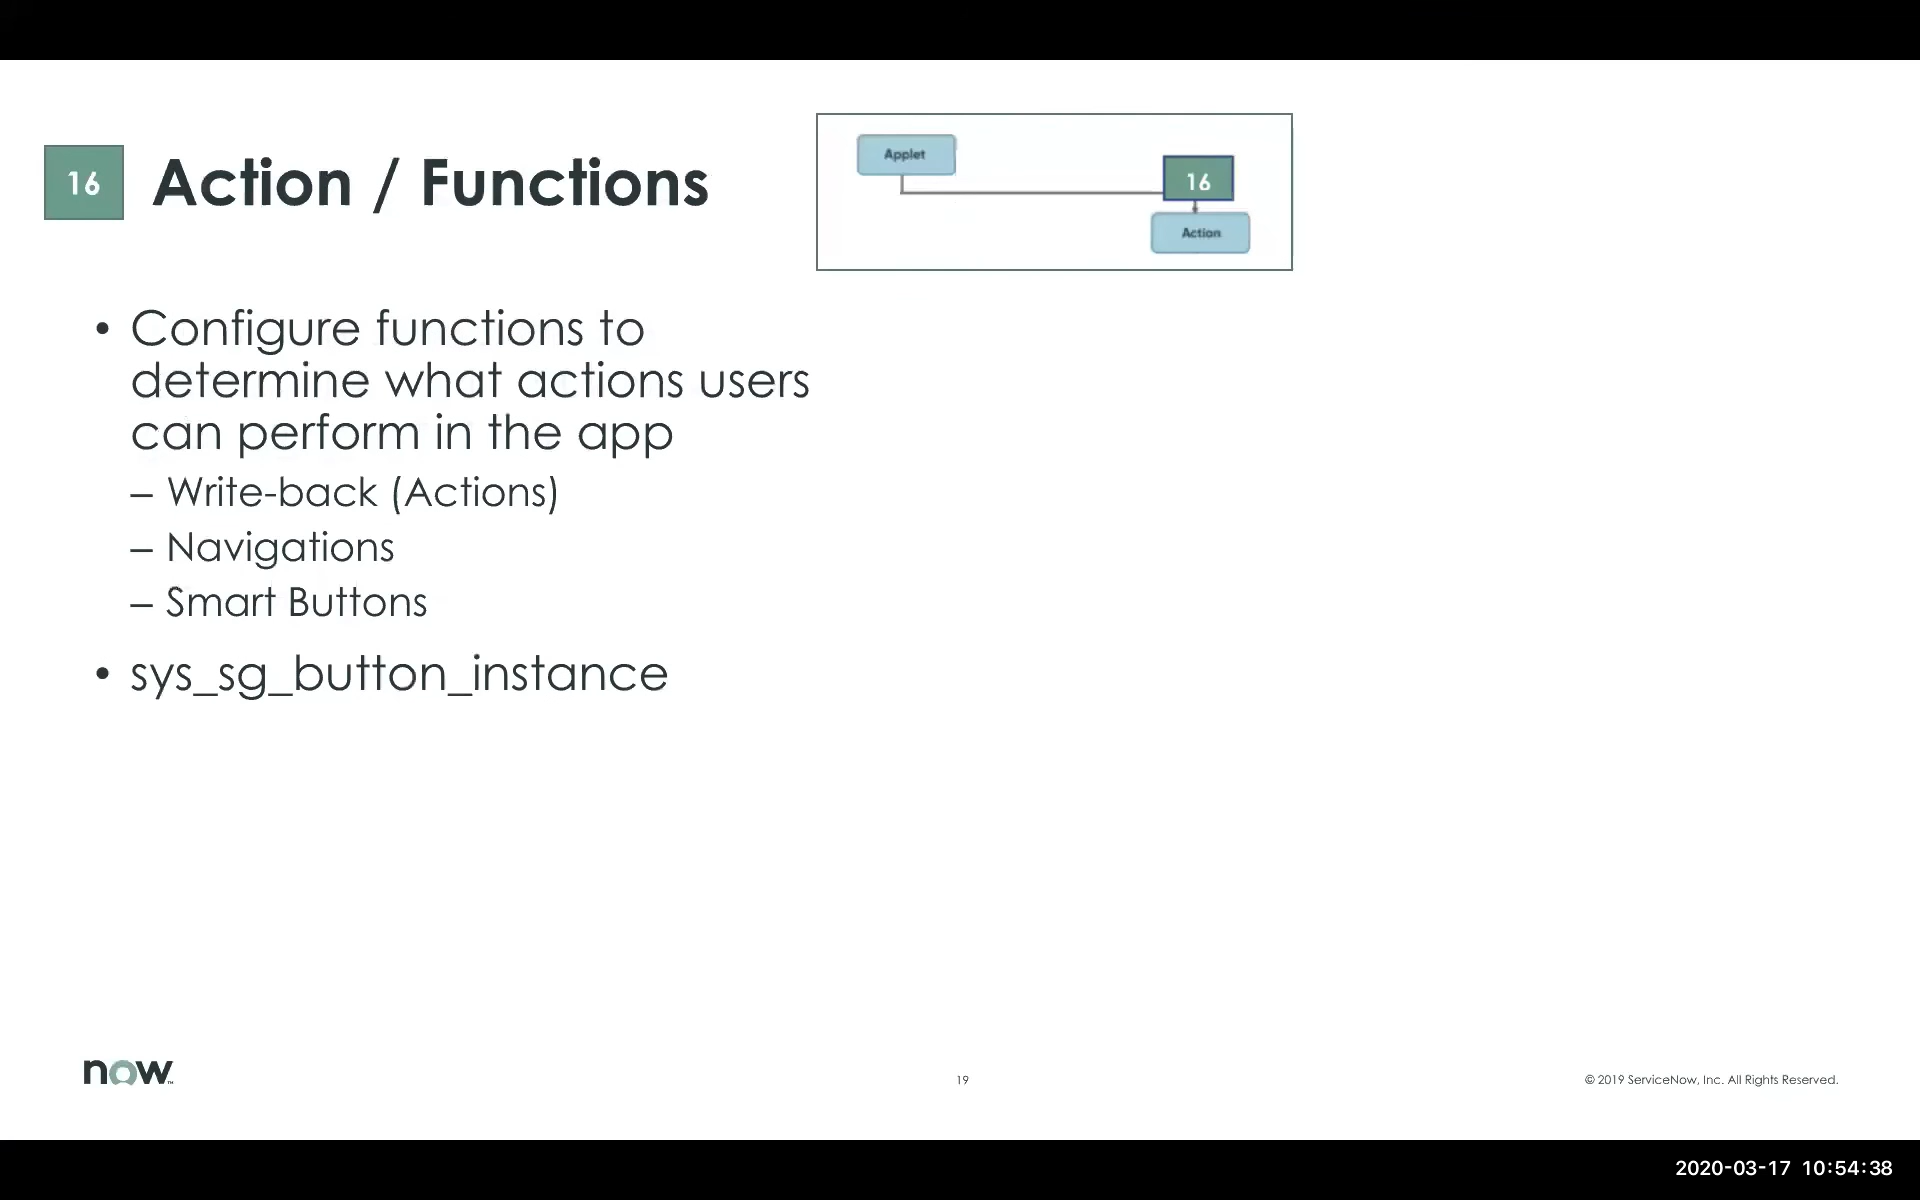 16
Action / Functions
Applet
16
Action
• Configure functions to
determine what actions users
can perform in the app
– Write-back (Actions)
– Navigations
– Smart Buttons
• sys_sg_button_instance
now™
19
© 2019 ServiceNow, Inc. All Rights Reserved.
2020-03-17 10:54:38